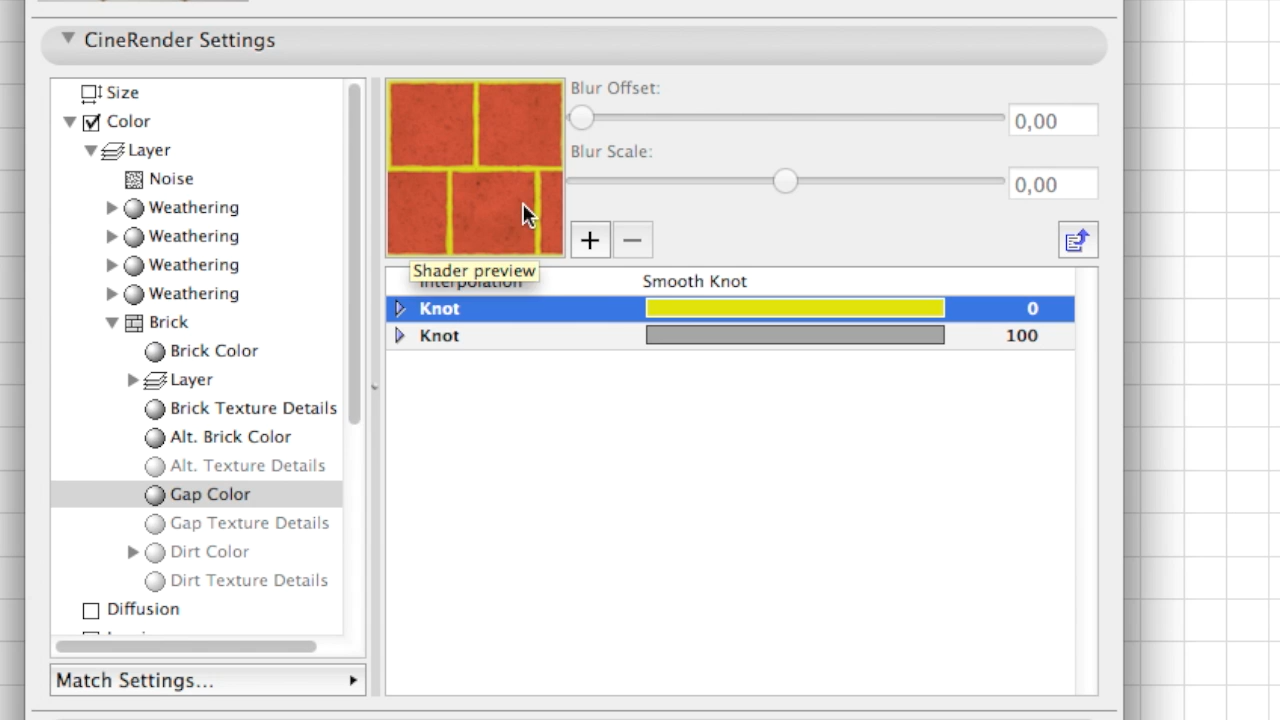 CineRender Settings
Size
Color
Layer
Noise
Weathering
Weathering
Weathering
Weathering
Brick
Brick Color
Layer
Brick Texture Details
Alt. Brick Color
Alt. Texture Details
Gap Color
Gap Texture Details
Dirt Color
Dirt Texture Details
Diffusion
Match Settings...
Blur Offset:
0,00
Blur Scale:
0,00
Shader preview
Interpolation Smooth Knot
Knot 0
Knot 100